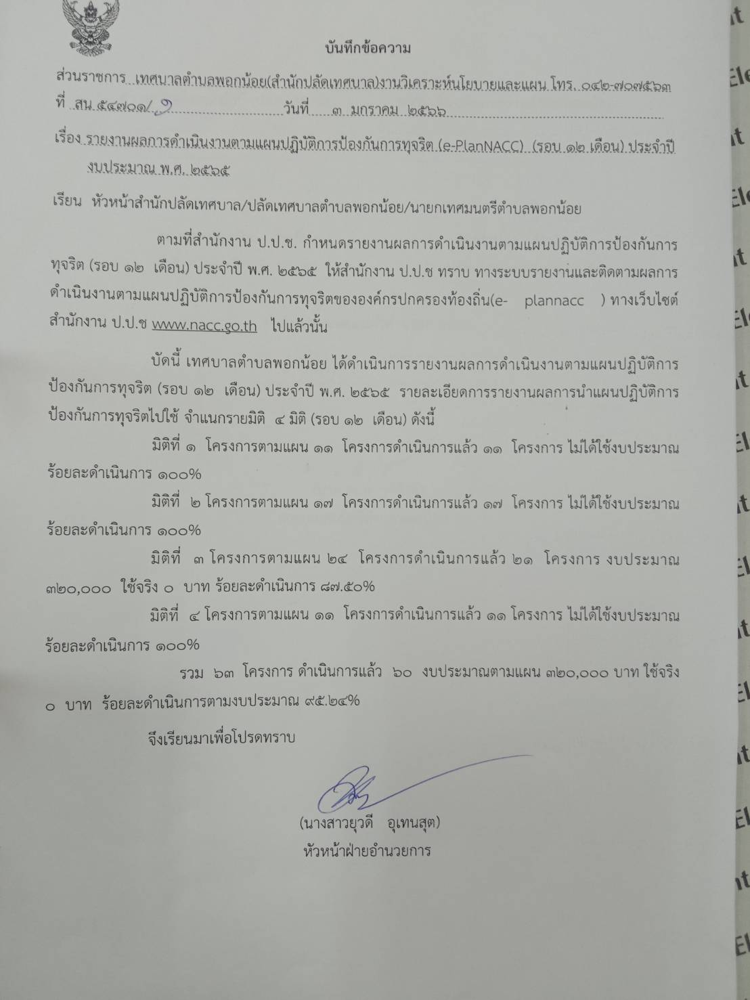 บันทึกข้อความ
ส่วนราชการ เทศบาลตำบลพอกน้อย(สำนักปลัดเทศบาล)งานวิเคราะห์นโยบายและแผน โทร. ๐๔๒-๗๐๗๕๖๓
ที่ สน ๕๔๗๐๑/๑ วันที่ ๓ มกราคม ๒๕๖๖
เรื่อง รายงานผลการดำเนินงานตามแผนปฏิบัติการป้องกันการทุจริต (e-PlanNACC) (รอบ ๑๒ เดือน) ประจำปี
งบประมาณ พ.ศ. ๒๕๖๕
เรียน หัวหน้าสำนักปลัดเทศบาล/ปลัดเทศบาลตำบลพอกน้อย/นายกเทศมนตรีตำบลพอกน้อย
ตามที่สำนักงาน ป.ป.ช. กำหนดรายงานผลการดำเนินงานตามแผนปฏิบัติการป้องกันการ
ทุจริต (รอบ ๑๒ เดือน) ประจำปี พ.ศ. ๒๕๖๕ ให้สำนักงาน ป.ป.ช ทราบ ทางระบบรายงานและติดตามผลการ
ดำเนินงานตามแผนปฏิบัติการป้องกันการทุจริตขององค์กรปกครองท้องถิ่น(e- plannacc ) ทางเว็บไซต์
สำนักงาน ป.ป.ช www.nacc.go.th ไปแล้วนั้น
บัดนี้ เทศบาลตำบลพอกน้อย ได้ดำเนินการรายงานผลการดำเนินงานตามแผนปฏิบัติการ
ป้องกันการทุจริต (รอบ ๑๒ เดือน) ประจำปี พ.ศ. ๒๕๖๕ รายละเอียดการรายงานผลการนำแผนปฏิบัติการ
ป้องกันการทุจริตไปใช้ จำแนกรายมิติ ๔ มิติ (รอบ ๑๒ เดือน) ดังนี้
มิติที่ ๑ โครงการตามแผน ๑๑ โครงการดำเนินการแล้ว ๑๑ โครงการ ไม่ได้ใช้งบประมาณ
ร้อยละดำเนินการ ๑๐๐%
มิติที่ ๒ โครงการตามแผน ๑๗ โครงการดำเนินการแล้ว ๑๗ โครงการ ไม่ได้ใช้งบประมาณ
ร้อยละดำเนินการ ๑๐๐%
มิติที่ ๓ โครงการตามแผน ๒๔ โครงการดำเนินการแล้ว ๒๑ โครงการ งบประมาณ
๓๒๐,๐๐๐ ใช้จริง ๐ บาท ร้อยละดำเนินการ ๘๗.๕๐%
มิติที่ ๔ โครงการตามแผน ๑๑ โครงการดำเนินการแล้ว ๑๑ โครงการ ไม่ได้ใช้งบประมาณ
ร้อยละดำเนินการ ๑๐๐%
รวม ๖๓ โครงการ ดำเนินการแล้ว ๖๐ งบประมาณตามแผน ๓๒๐,๐๐๐ บาท ใช้จริง
๐ บาท ร้อยละดำเนินการตามงบประมาณ ๙๕.๒๔%
จึงเรียนมาเพื่อโปรดทราบ
(นางสาวยุวดี อุเทนสุต)
หัวหน้าฝ่ายอำนวยการ